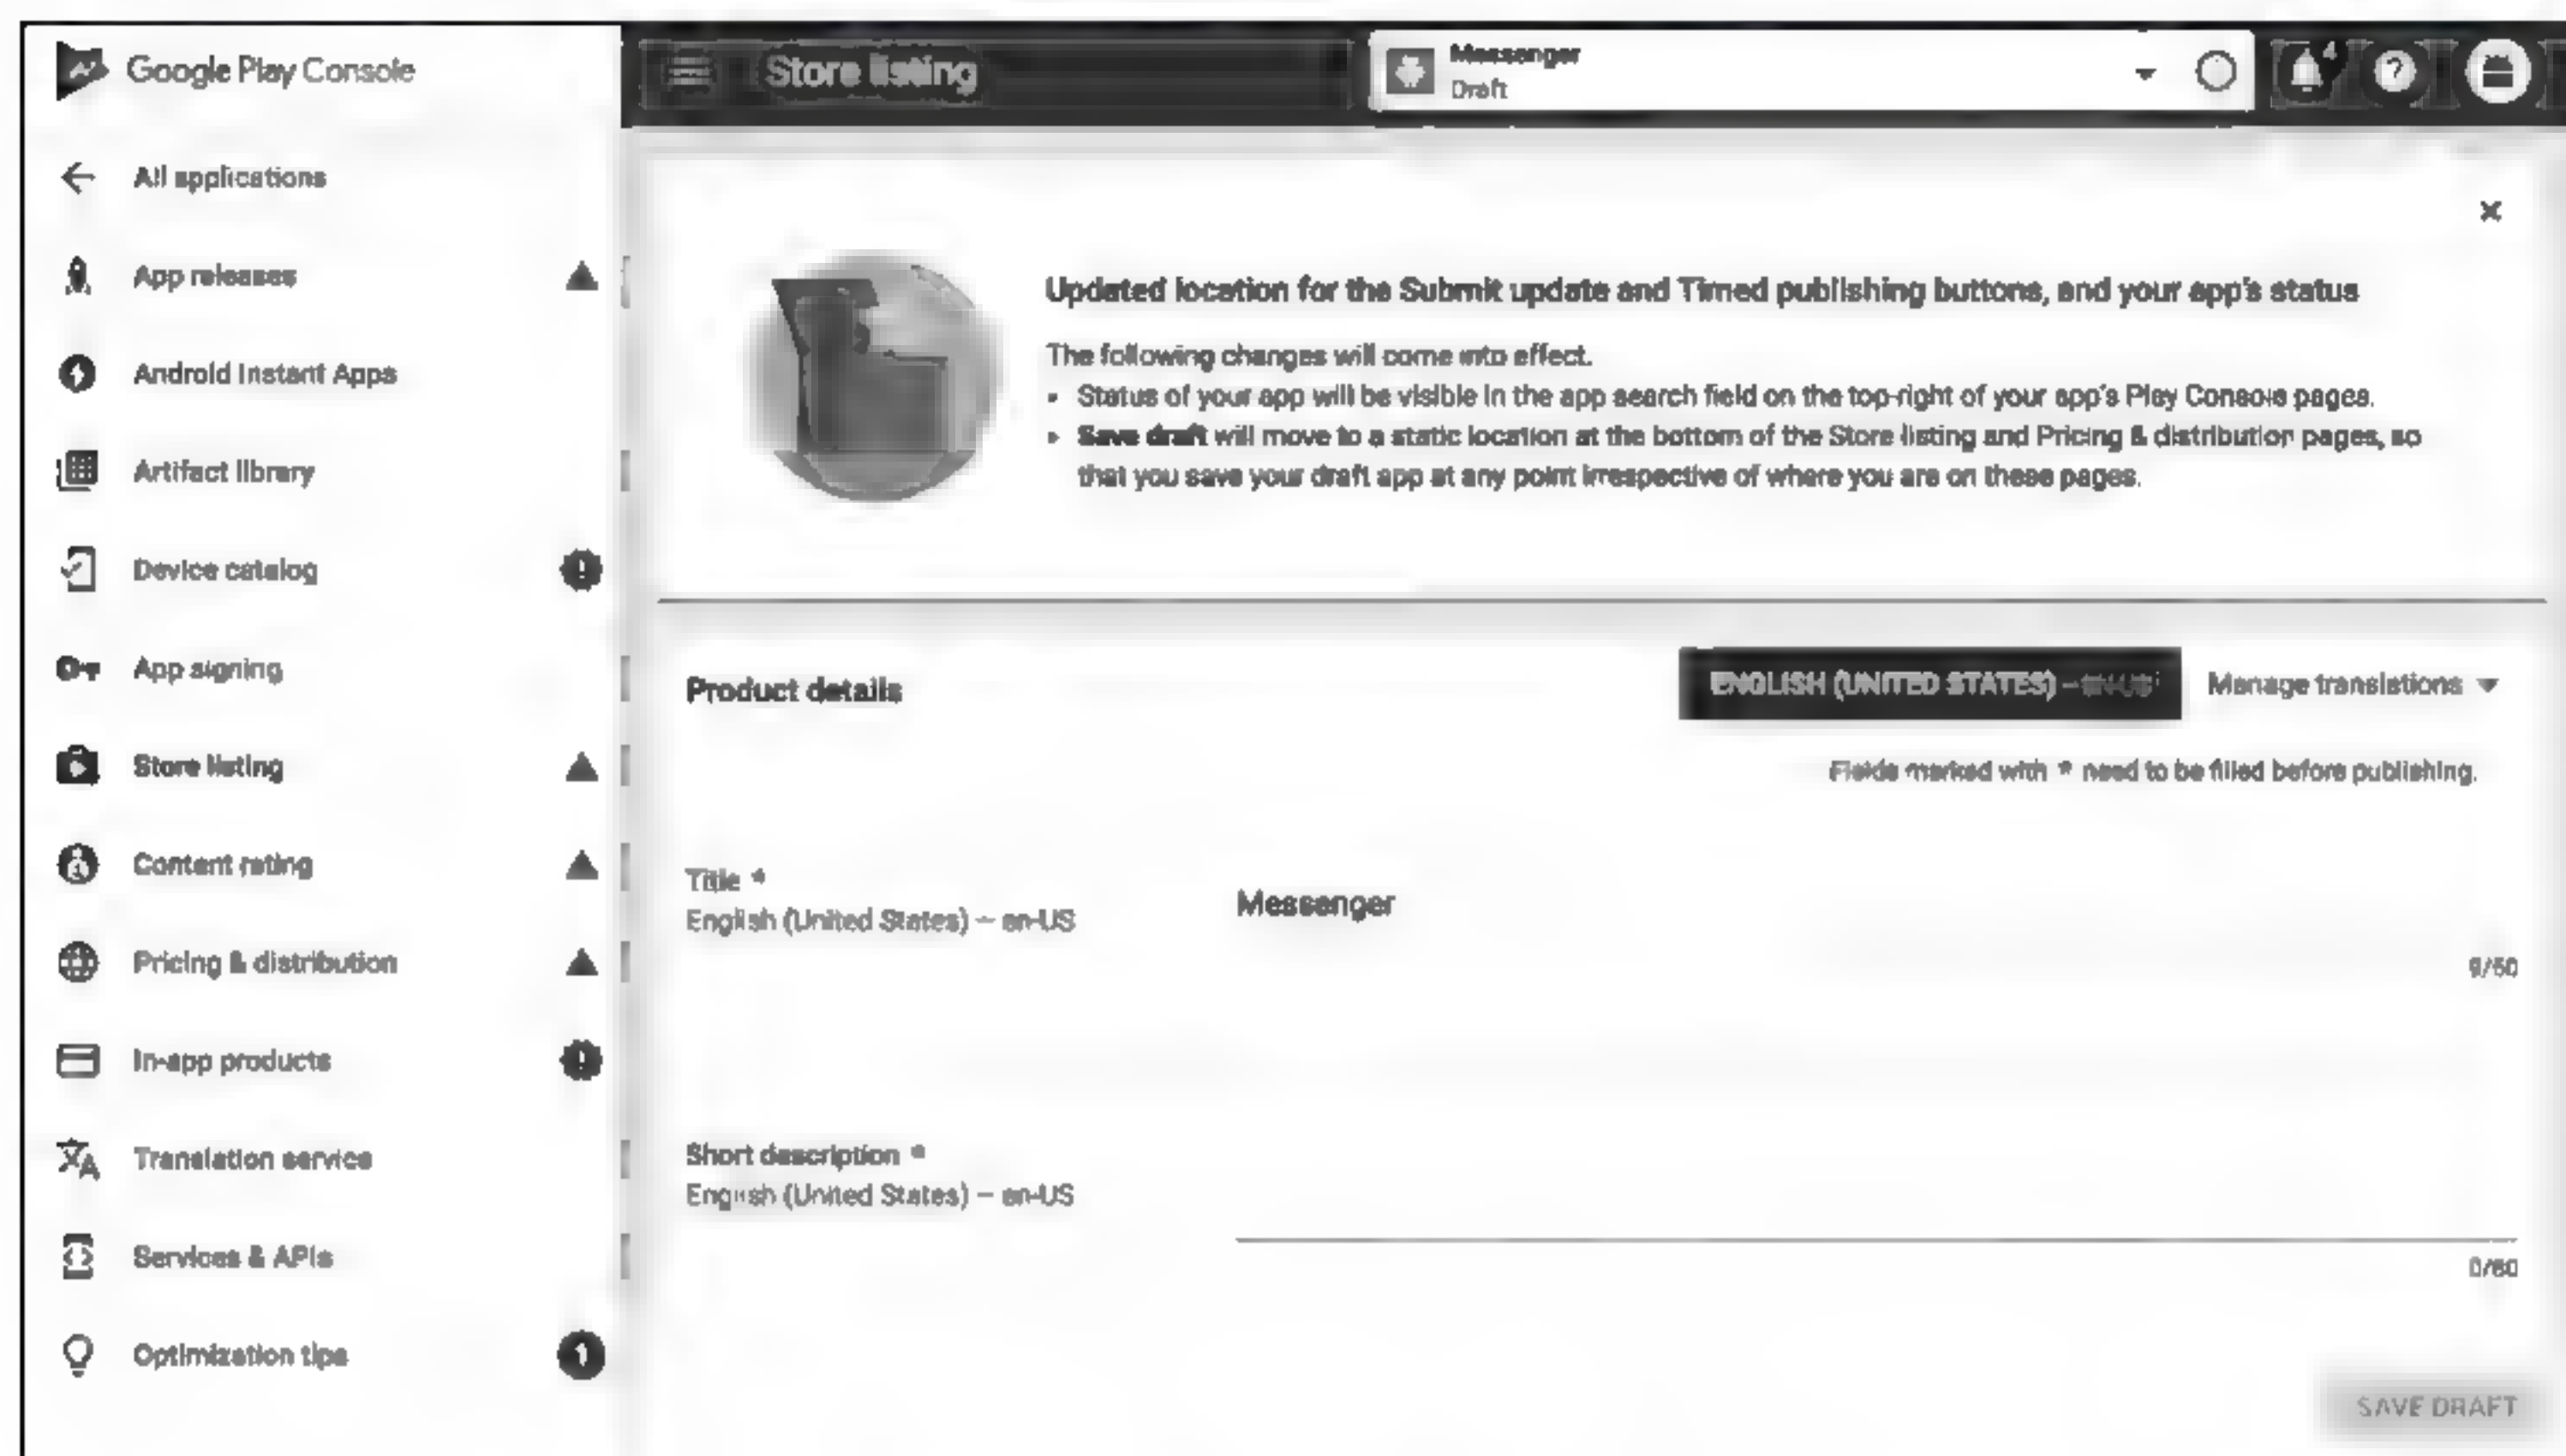 Google Play Console
Store listing
Messenger
Draft
4
?
All applications
App releases
Android Instant Apps
Artifact library
Device catalog
!
App signing
Store listing
Content rating
Pricing & distribution
In-app products
!
Translation service
Services & APIs
Optimization tips
1
Updated location for the Submit update and Timed publishing buttons, and your app's status
The following changes will come into effect.
• Status of your app will be visible in the app search field on the top-right of your app's Play Console pages.
• Save draft will move to a static location at the bottom of the Store listing and Pricing & distribution pages, so
that you save your draft app at any point irrespective of where you are on these pages.
Product details
ENGLISH (UNITED STATES) – EN-US
Manage translations
Fields marked with * need to be filled before publishing.
Title *
English (United States) – en-US
Messenger
9/50
Short description *
English (United States) – en-US
0/80
SAVE DRAFT